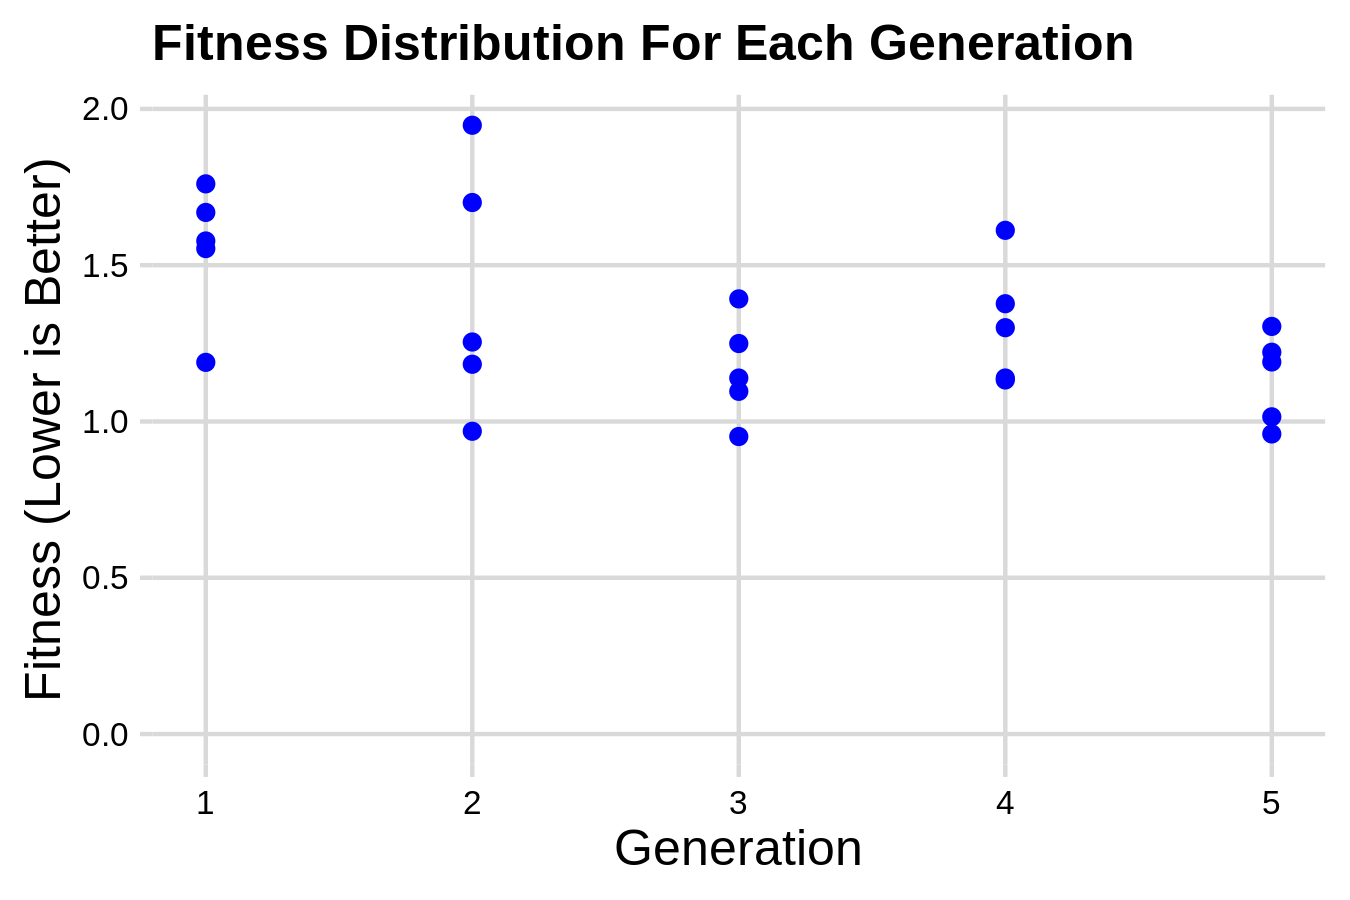 Fitness Distribution For Each Generation
Fitness (Lower is Better)
2.0
1.5
1.0
0.5
0.0
1 2 3 4 5
Generation